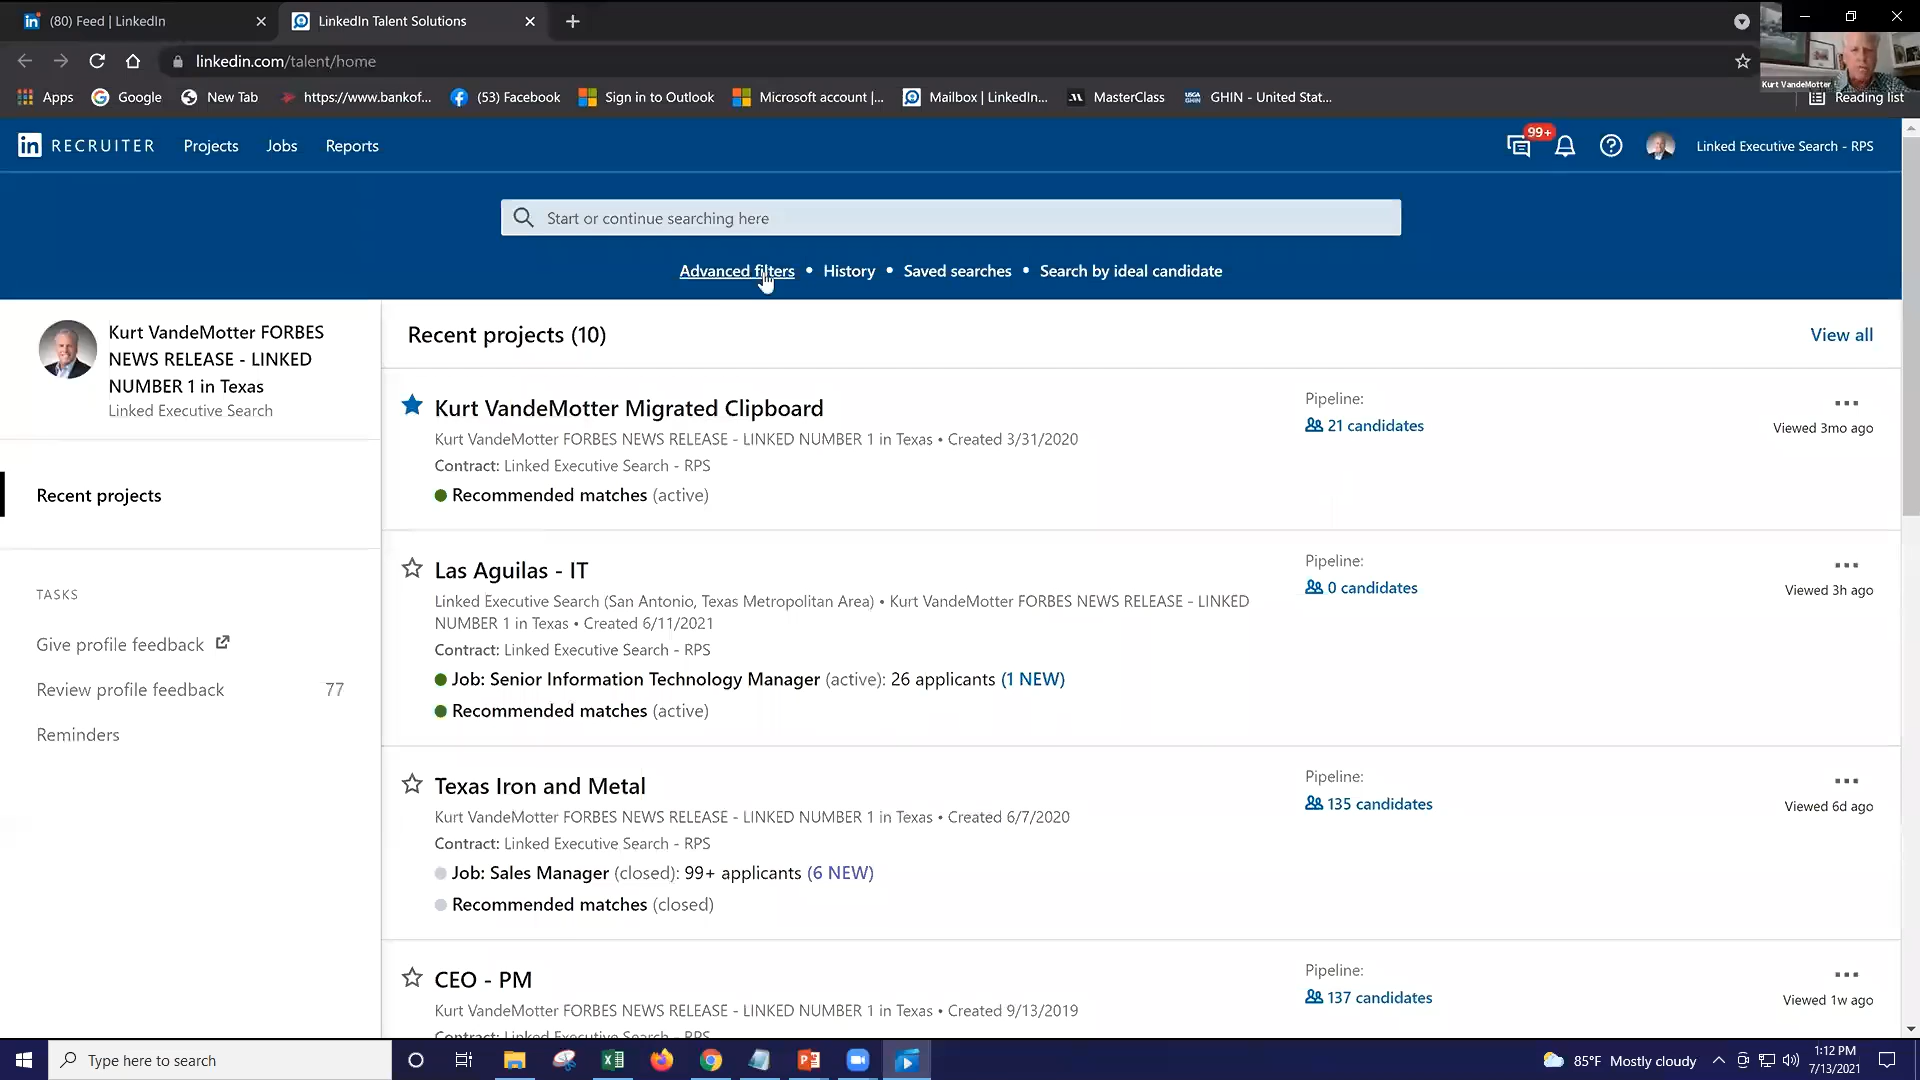 (80) Feed | LinkedIn
LinkedIn Talent Solutions
linkedin.com/talent/home
Kurt VandeMotter
Apps
Google
New Tab
https://www.bankof...
(53) Facebook
Sign in to Outlook
Microsoft account |...
Mailbox | LinkedIn...
MasterClass
GHIN - United Stat...
Reading list
in RECRUITER
Projects
Jobs
Reports
99+
Linked Executive Search - RPS
Start or continue searching here
Advanced filters • History • Saved searches • Search by ideal candidate
Kurt VandeMotter FORBES
NEWS RELEASE - LINKED
NUMBER 1 in Texas
Linked Executive Search
Recent projects
TASKS
Give profile feedback
Review profile feedback 77
Reminders
Recent projects (10)
View all
Kurt VandeMotter Migrated Clipboard
Kurt VandeMotter FORBES NEWS RELEASE - LINKED NUMBER 1 in Texas • Created 3/31/2020
Contract: Linked Executive Search - RPS
Recommended matches (active)
Pipeline:
21 candidates
Viewed 3mo ago
Las Aguilas - IT
Linked Executive Search (San Antonio, Texas Metropolitan Area) • Kurt VandeMotter FORBES NEWS RELEASE - LINKED
NUMBER 1 in Texas • Created 6/11/2021
Contract: Linked Executive Search - RPS
Job: Senior Information Technology Manager (active): 26 applicants (1 NEW)
Recommended matches (active)
Pipeline:
0 candidates
Viewed 3h ago
Texas Iron and Metal
Kurt VandeMotter FORBES NEWS RELEASE - LINKED NUMBER 1 in Texas • Created 6/7/2020
Contract: Linked Executive Search - RPS
Job: Sales Manager (closed): 99+ applicants (6 NEW)
Recommended matches (closed)
Pipeline:
135 candidates
Viewed 6d ago
CEO - PM
Kurt VandeMotter FORBES NEWS RELEASE - LINKED NUMBER 1 in Texas • Created 9/13/2019
Contract: Linked Executive Search - RPS
Pipeline:
137 candidates
Viewed 1w ago
Type here to search
85°F Mostly cloudy
1:12 PM
7/13/2021